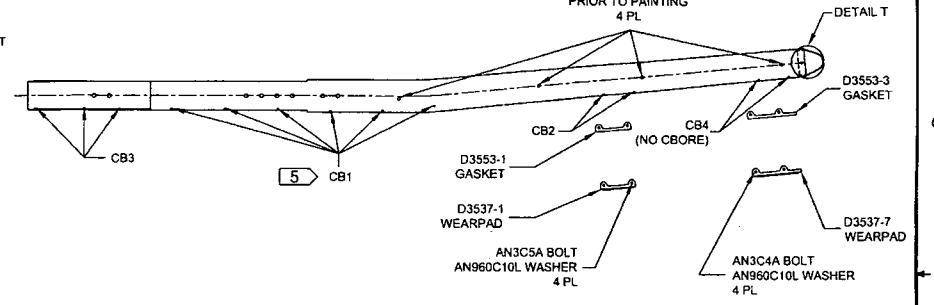 PRIOR TO PAINTING
4 PL
DETAIL T
T
D3553-3
GASKET
CB2
CB4
(NO CBORE)
CB3
5 CB1
D3553-1
GASKET
D3537-1
WEARPAD
D3537-7
WEARPAD
AN3C5A BOLT
AN960C10L WASHER
4 PL
AN3C4A BOLT
AN960C10L WASHER
4 PL